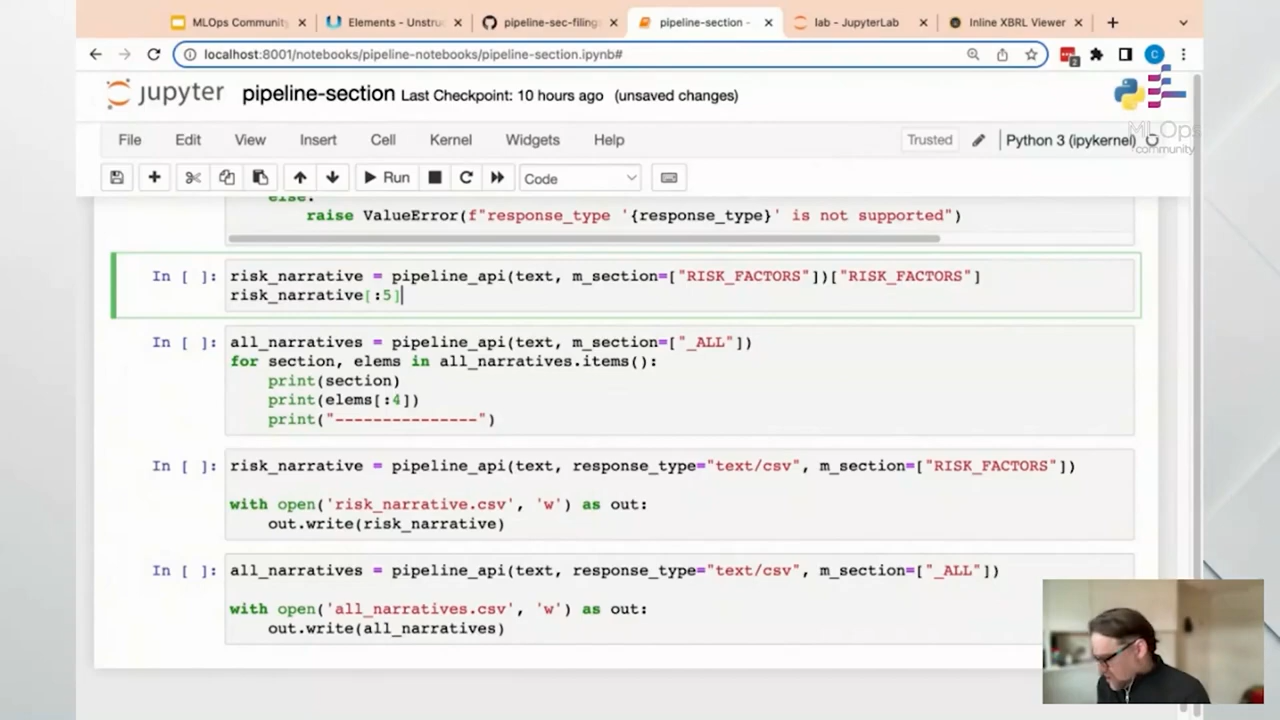 MLOps Community
Elements - Unstru
pipeline-sec-filing
pipeline-section -
lab - JupyterLab
Inline XBRL Viewer
localhost:8001/notebooks/pipeline-notebooks/pipeline-section.ipynb#
2
C
jupyter pipeline-section Last Checkpoint: 10 hours ago (unsaved changes)
MLOps
community
File Edit View Insert Cell Kernel Widgets Help Trusted Python 3 (ipykernel)
Run Code
else:
raise ValueError(f"response_type '{response_type}' is not supported")
In [ ]: risk_narrative = pipeline_api(text, m_section=["RISK_FACTORS"])["RISK_FACTORS"]
risk_narrative[:5]
In [ ]: all_narratives = pipeline_api(text, m_section=["_ALL"])
for section, elems in all_narratives.items():
print(section)
print(elems[:4])
print("---------------")
In [ ]: risk_narrative = pipeline_api(text, response_type="text/csv", m_section=["RISK_FACTORS"])
with open('risk_narrative.csv', 'w') as out:
out.write(risk_narrative)
In [ ]: all_narratives = pipeline_api(text, response_type="text/csv", m_section=["_ALL"])
with open('all_narratives.csv', 'w') as out:
out.write(all_narratives)